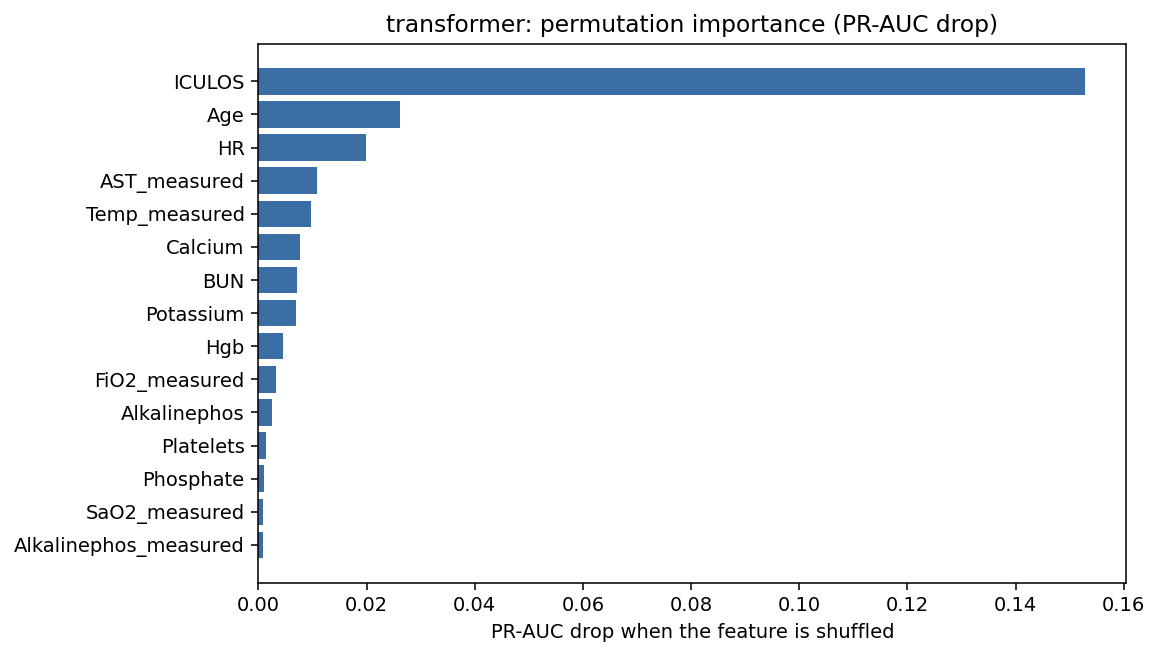 transformer: permutation importance (PR-AUC drop)
ICULOS
Age
HR
AST_measured
Temp_measured
Calcium
BUN
Potassium
Hgb
FiO2_measured
Alkalinephos
Platelets
Phosphate
SaO2_measured
Alkalinephos_measured
0.00 0.02 0.04 0.06 0.08 0.10 0.12 0.14 0.16
PR-AUC drop when the feature is shuffled